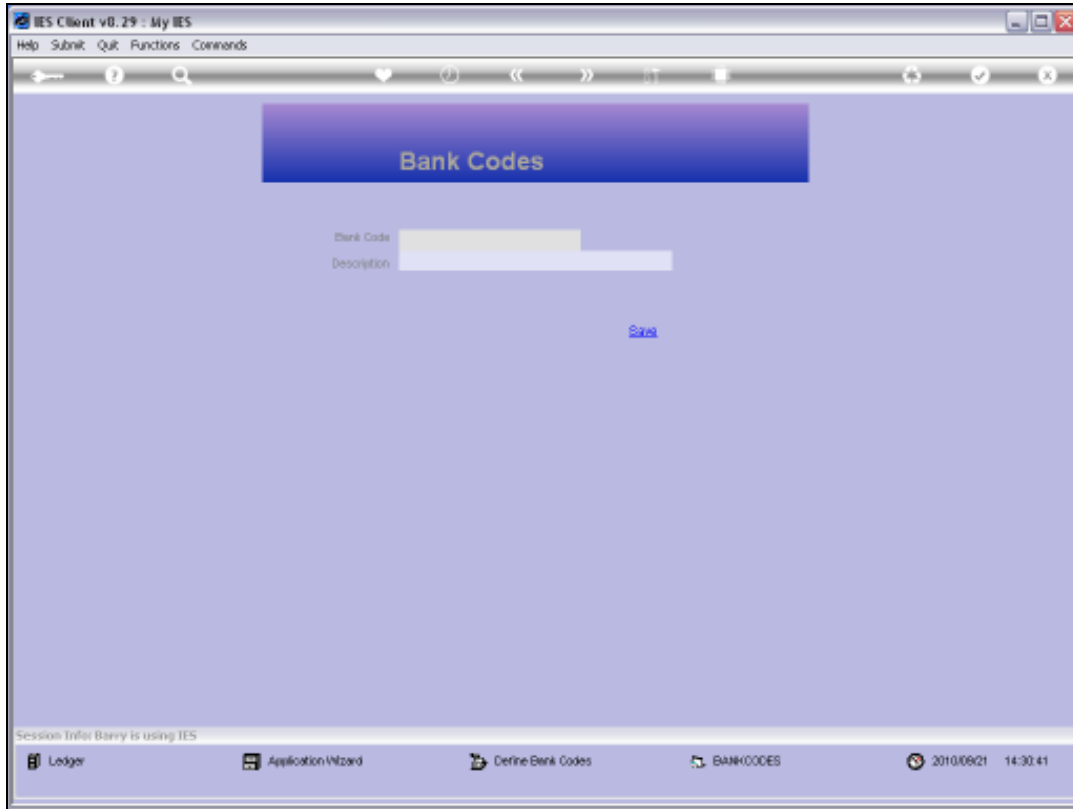 IES Client v8.29 : My IES
Help Submit Quit Functions Commands
Bank Codes
Bank Code
Description
Save
Session Info: Barry is using IES
Ledger Application Wizard Define Bank Codes BANKCODES 2010/09/21 14:30:41